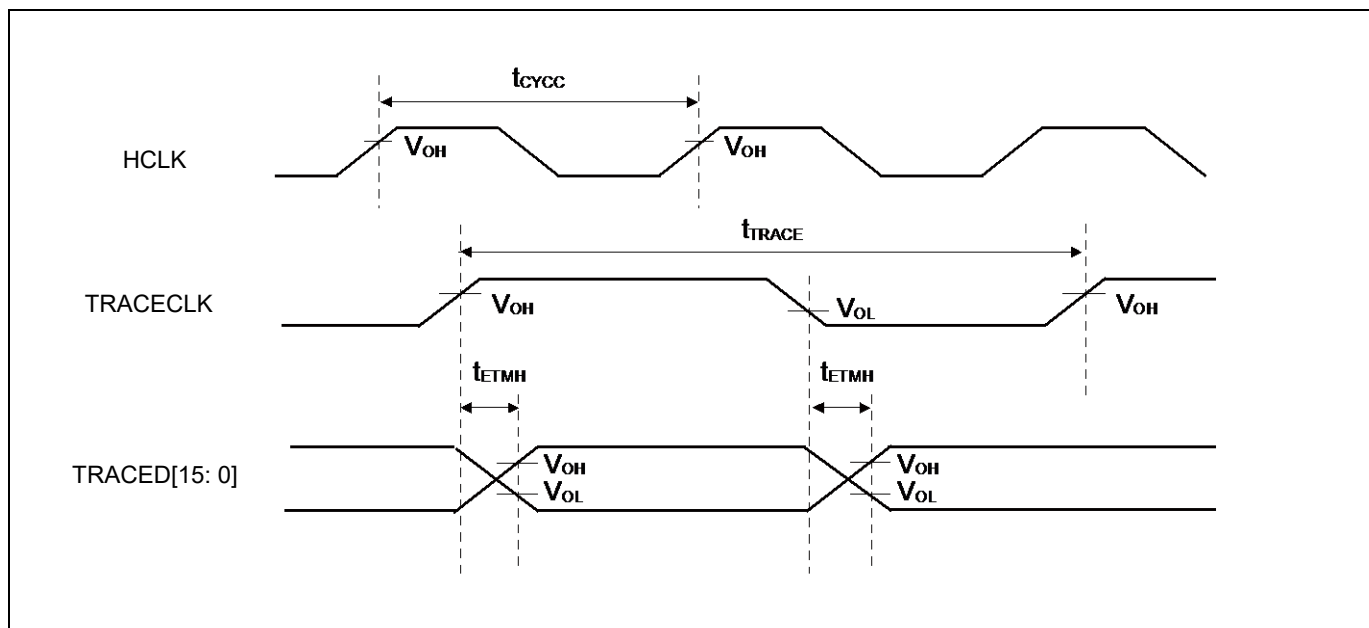 tCYCC
HCLK
VOH
VOH
tTRACE
TRACECLK
VOH
VOL
VOH
tETMH
tETMH
TRACED[15: 0]
VOH
VOH
VOL
VOL